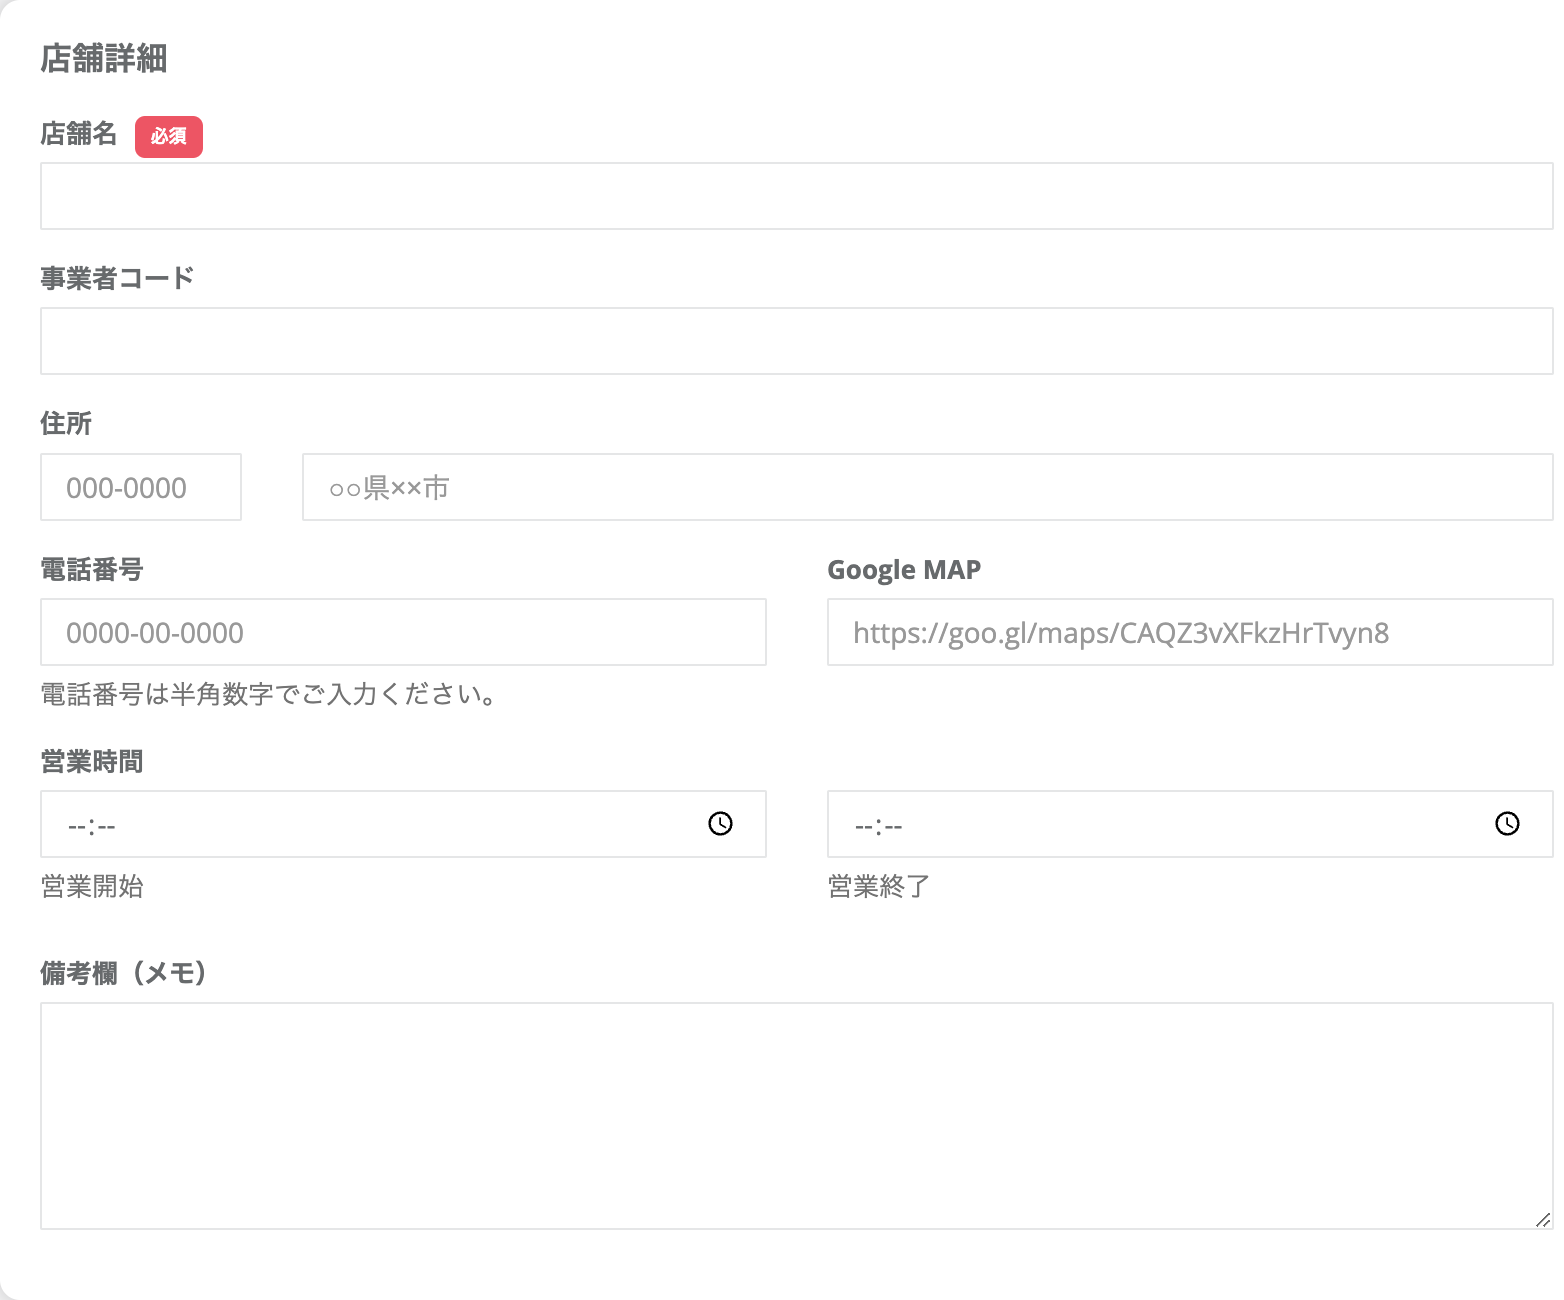 店舗詳細
店舗名 必須
事業者コード
住所
000-0000 ○○県××市
電話番号 Google MAP
0000-00-0000 https://goo.gl/maps/CAQZ3vXFkzHrTvyn8
電話番号は半角数字でご入力ください。
営業時間
--:-- --:--
営業開始 営業終了
備考欄（メモ）